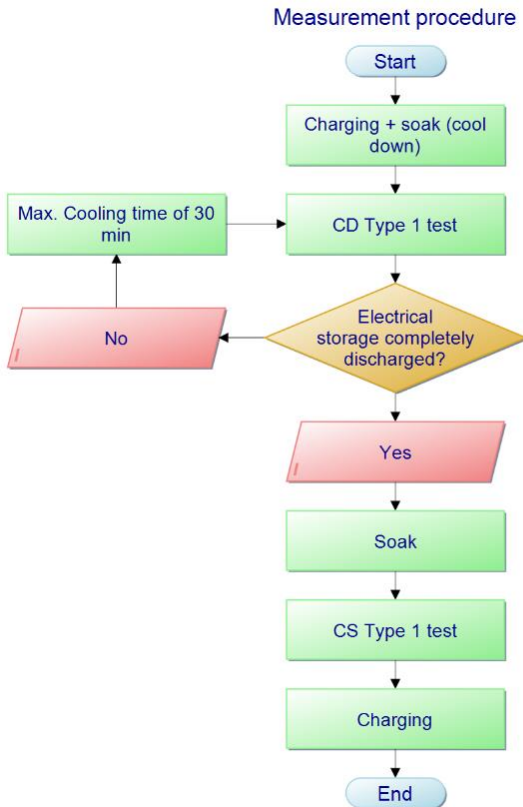 Measurement procedure
Start
Charging + soak (cool
down)
Max. Cooling time of 30
min
CD Type 1 test
Electrical
storage completely
discharged?
No
Yes
Soak
CS Type 1 test
Charging
End